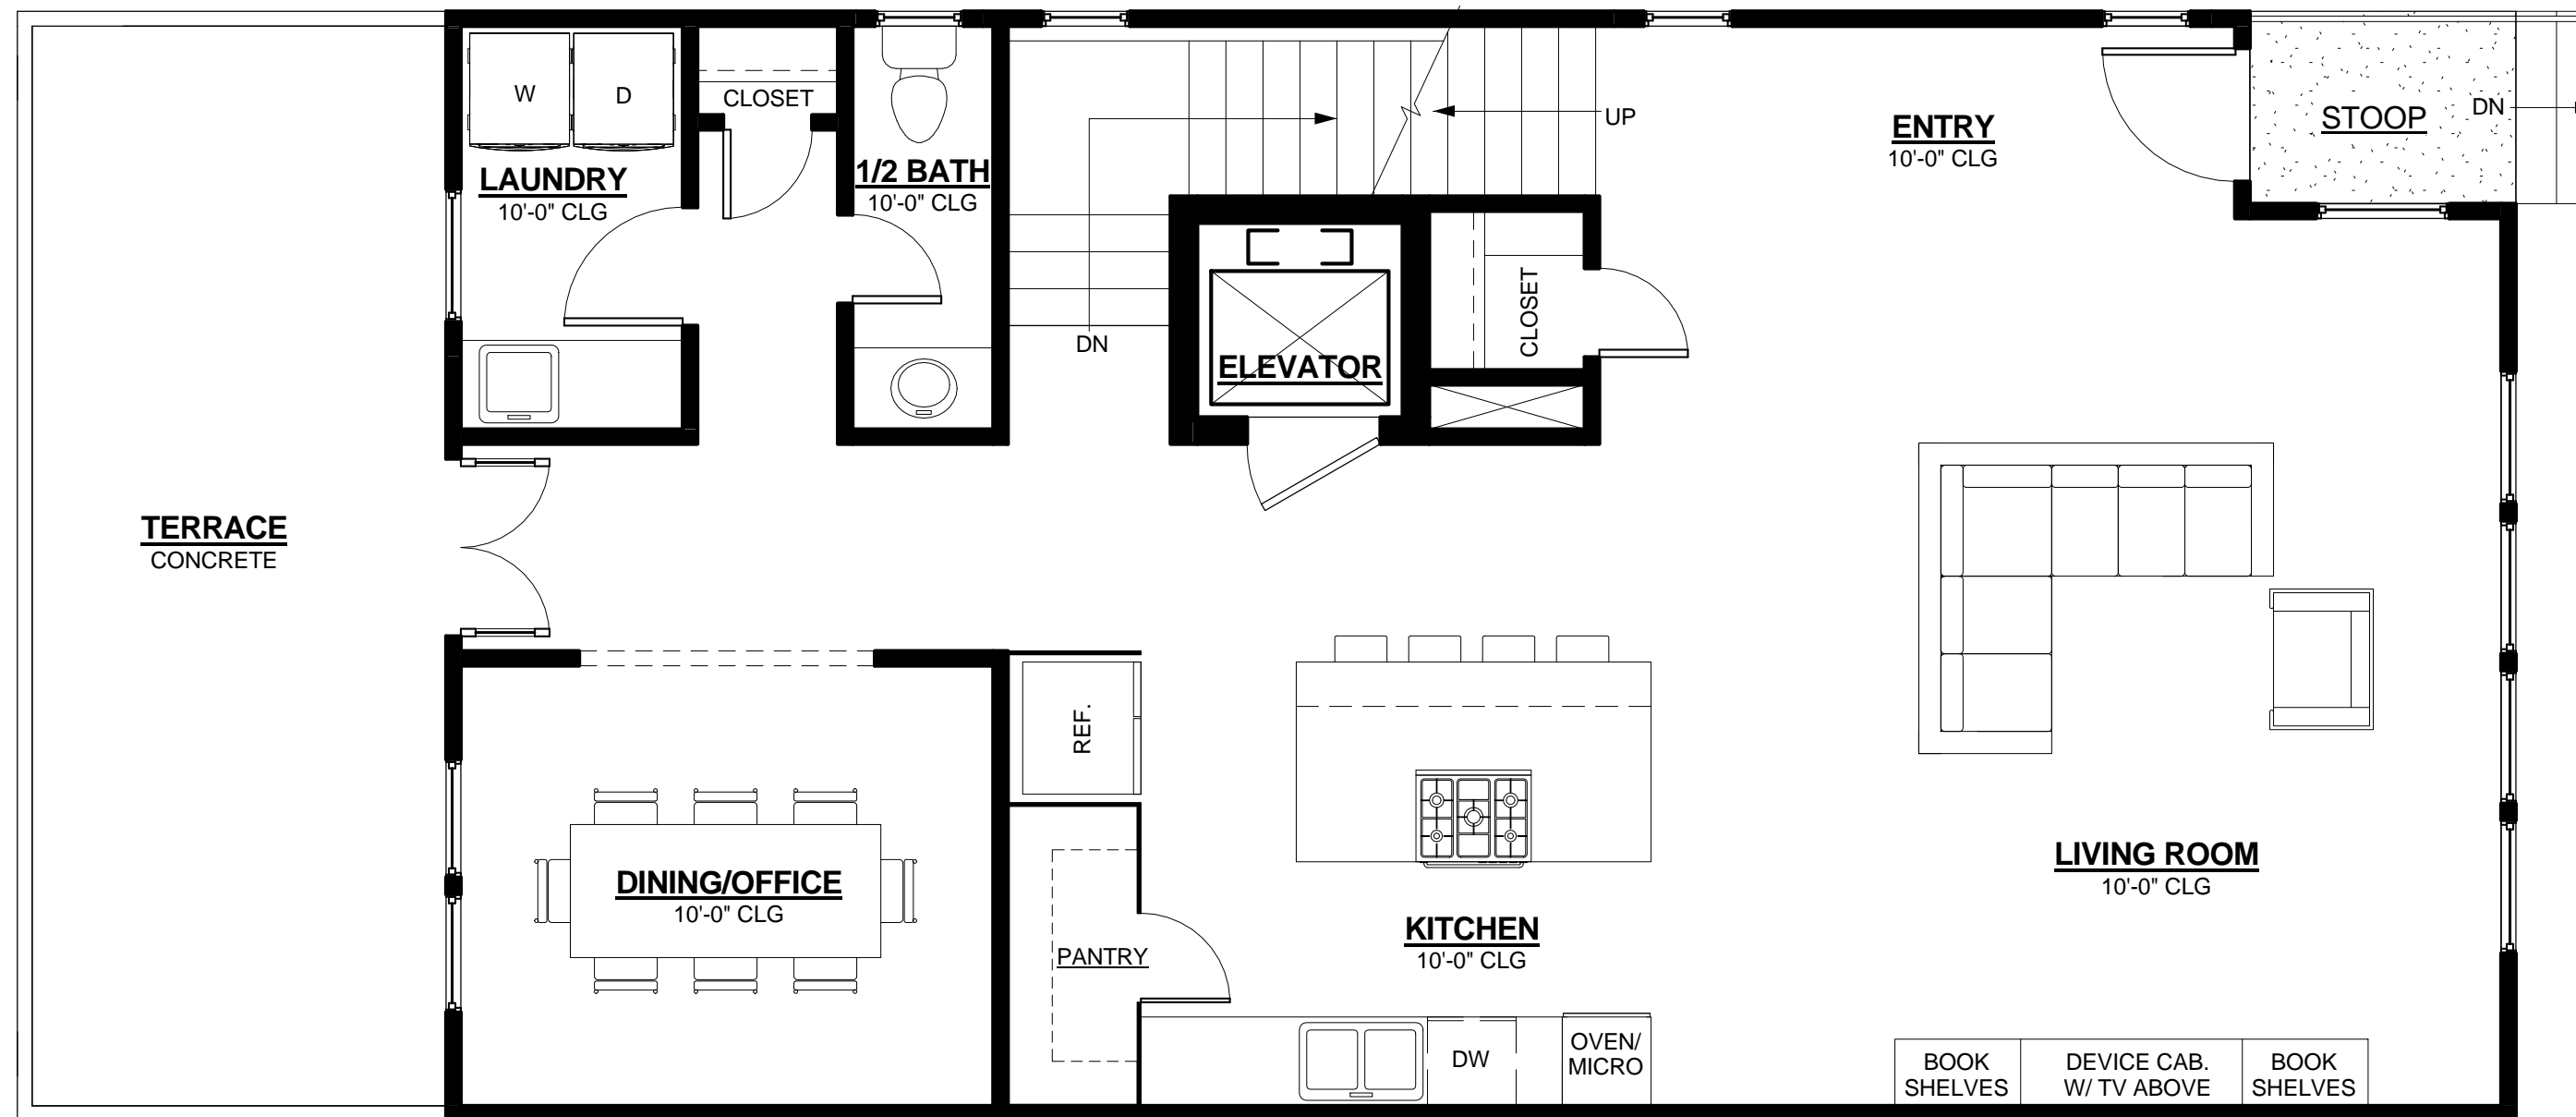 W
D
CLOSET
LAUNDRY
10'-0" CLG
1/2 BATH
10'-0" CLG
UP
DN
ENTRY
10'-0" CLG
STOOP
DN
ELEVATOR
CLOSET
TERRACE
CONCRETE
REF.
DINING/OFFICE
10'-0" CLG
PANTRY
KITCHEN
10'-0" CLG
LIVING ROOM
10'-0" CLG
DW
OVEN/
MICRO
BOOK
SHELVES
DEVICE CAB.
W/ TV ABOVE
BOOK
SHELVES